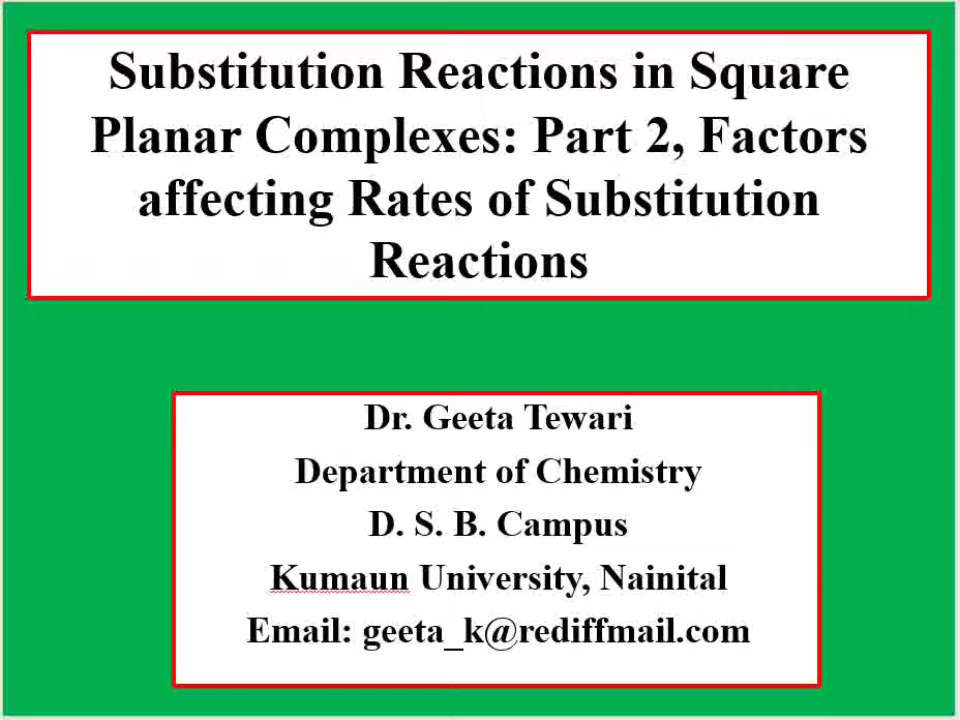 Substitution Reactions in Square
Planar Complexes: Part 2, Factors
affecting Rates of Substitution
Reactions
Dr. Geeta Tewari
Department of Chemistry
D. S. B. Campus
Kumaun University, Nainital
Email: geeta_k@rediffmail.com